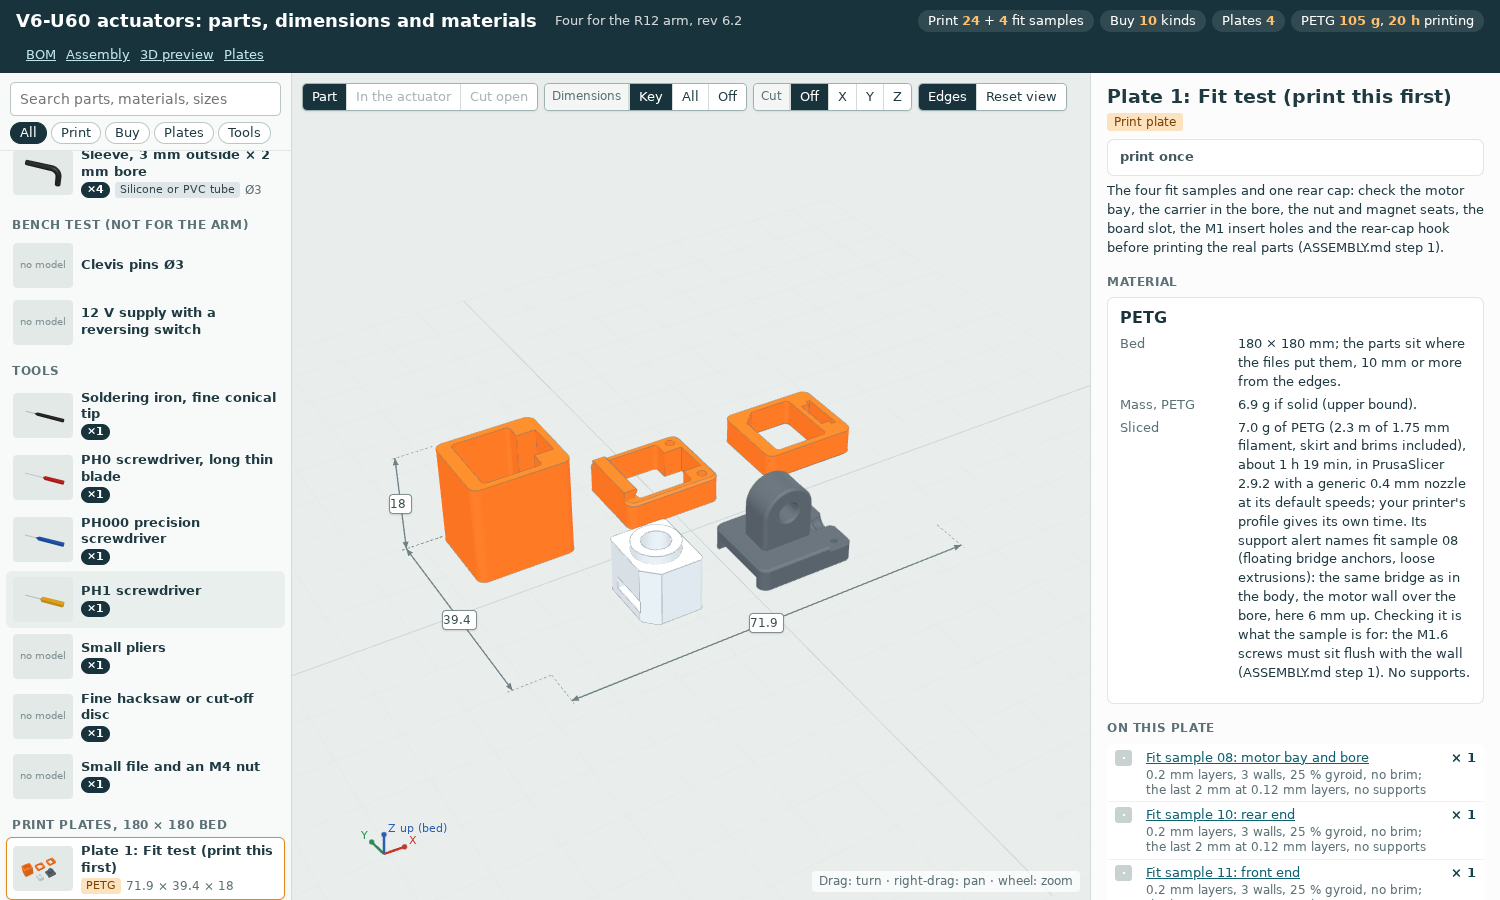 V6-U60 actuators: parts, dimensions and materials
Four for the R12 arm, rev 6.2
Print 24 + 4 fit samples
Buy 10 kinds
Plates 4
PETG 105 g, 20 h printing
BOM
Assembly
3D preview
Plates
Search parts, materials, sizes
All
Print
Buy
Plates
Tools
Sleeve, 3 mm outside × 2
mm bore
×4
Silicone or PVC tube
Ø3
BENCH TEST (NOT FOR THE ARM)
no model
Clevis pins Ø3
no model
12 V supply with a
reversing switch
TOOLS
Soldering iron, fine conical
tip
×1
PH0 screwdriver, long thin
blade
×1
PH000 precision
screwdriver
×1
PH1 screwdriver
×1
no model
Small pliers
×1
no model
Fine hacksaw or cut-off
disc
×1
no model
Small file and an M4 nut
×1
PRINT PLATES, 180 × 180 BED
Plate 1: Fit test (print this
first)
PETG
71.9 × 39.4 × 18
Part
In the actuator
Cut open
Dimensions
Key
All
Off
Cut
Off
X
Y
Z
Edges
Reset view
18
39.4
71.9
Y
Z up (bed)
X
Drag: turn · right-drag: pan · wheel: zoom
Plate 1: Fit test (print this first)
Print plate
print once
The four fit samples and one rear cap: check the motor
bay, the carrier in the bore, the nut and magnet seats, the
board slot, the M1 insert holes and the rear-cap hook
before printing the real parts (ASSEMBLY.md step 1).
MATERIAL
PETG
Bed
180 × 180 mm; the parts sit where
the files put them, 10 mm or more
from the edges.
Mass, PETG
6.9 g if solid (upper bound).
Sliced
7.0 g of PETG (2.3 m of 1.75 mm
filament, skirt and brims included),
about 1 h 19 min, in PrusaSlicer
2.9.2 with a generic 0.4 mm nozzle
at its default speeds; your printer's
profile gives its own time. Its
support alert names fit sample 08
(floating bridge anchors, loose
extrusions): the same bridge as in
the body, the motor wall over the
bore, here 6 mm up. Checking it is
what the sample is for: the M1.6
screws must sit flush with the wall
(ASSEMBLY.md step 1). No supports.
ON THIS PLATE
Fit sample 08: motor bay and bore
× 1
0.2 mm layers, 3 walls, 25 % gyroid, no brim;
the last 2 mm at 0.12 mm layers, no supports
Fit sample 10: rear end
× 1
0.2 mm layers, 3 walls, 25 % gyroid, no brim;
the last 2 mm at 0.12 mm layers, no supports
Fit sample 11: front end
× 1
0.2 mm layers, 3 walls, 25 % gyroid, no brim;